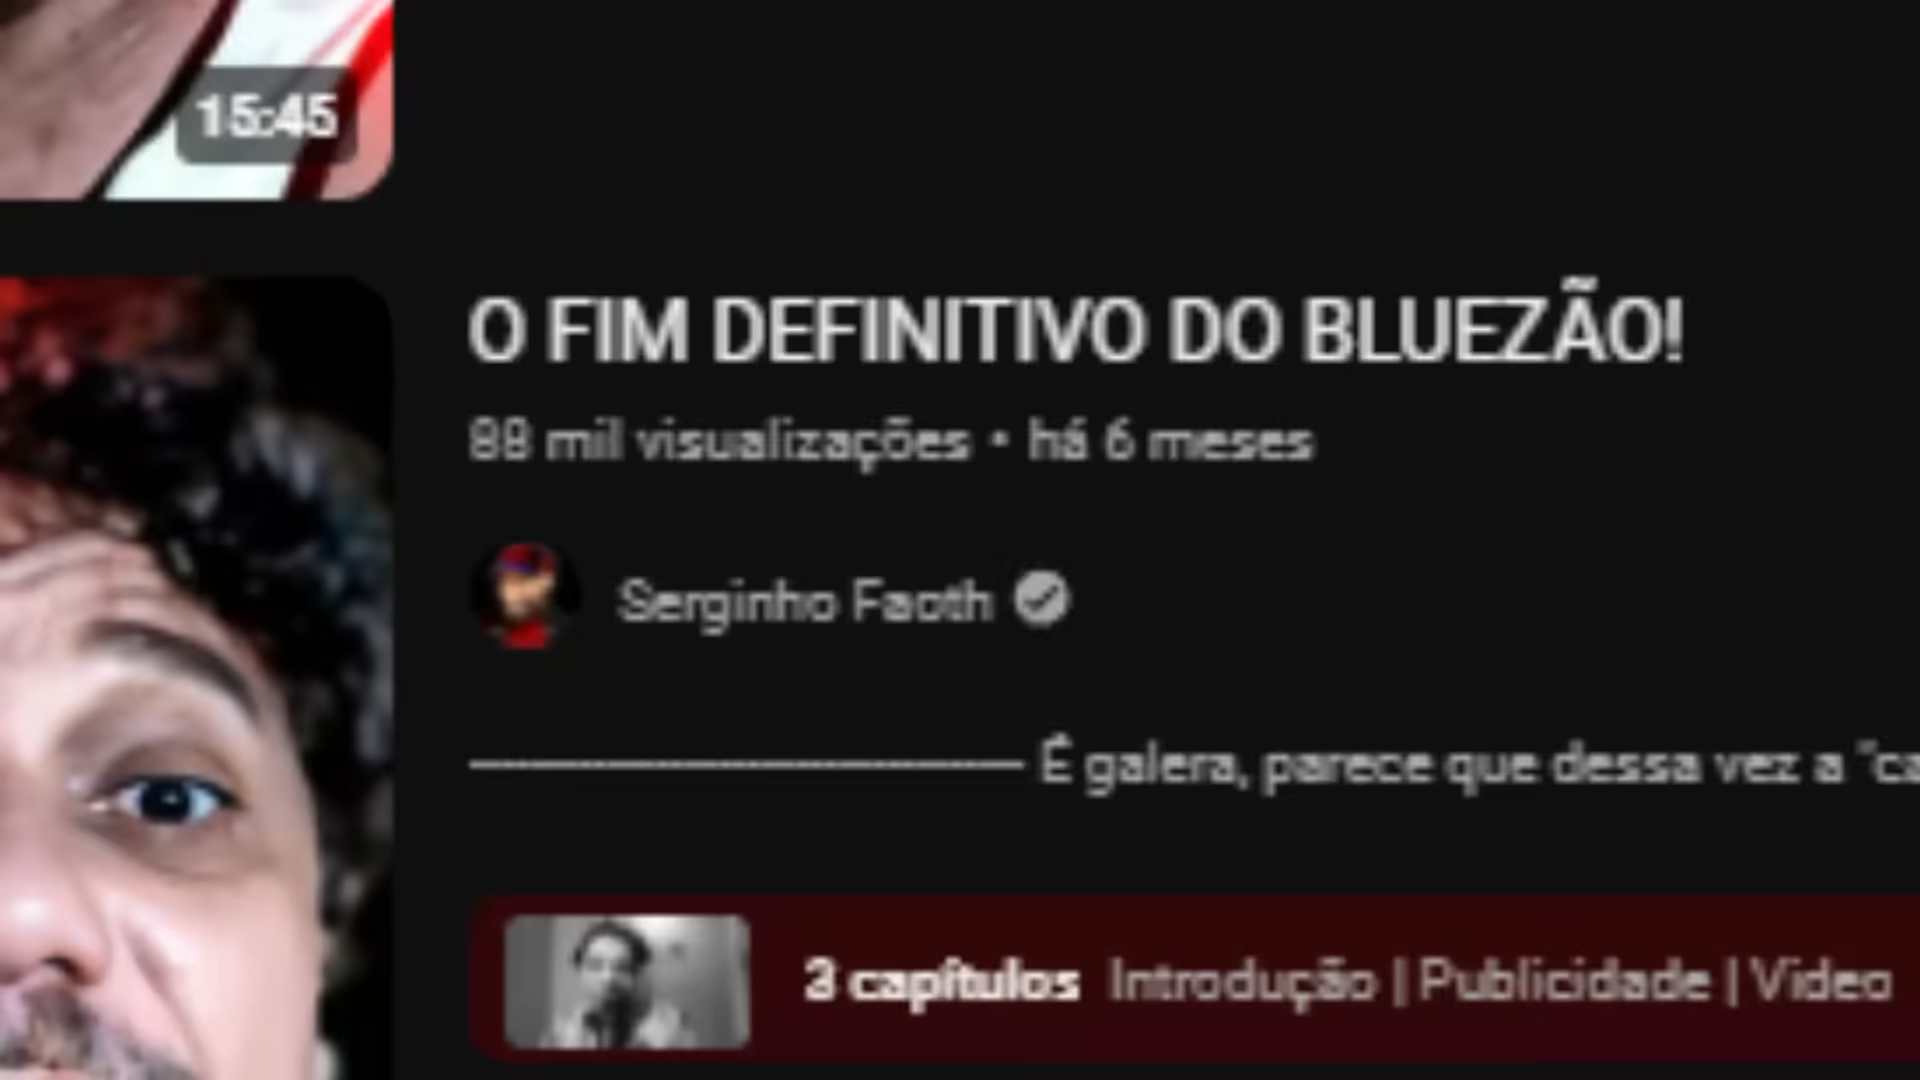 15:45
O FIM DEFINITIVO DO BLUEZÃO!
88 mil visualizações • há 6 meses
Serginho Faoth
---------------------------------------- É galera, parece que dessa vez a "ca
3 capítulos Introdução | Publicidade | Vídeo